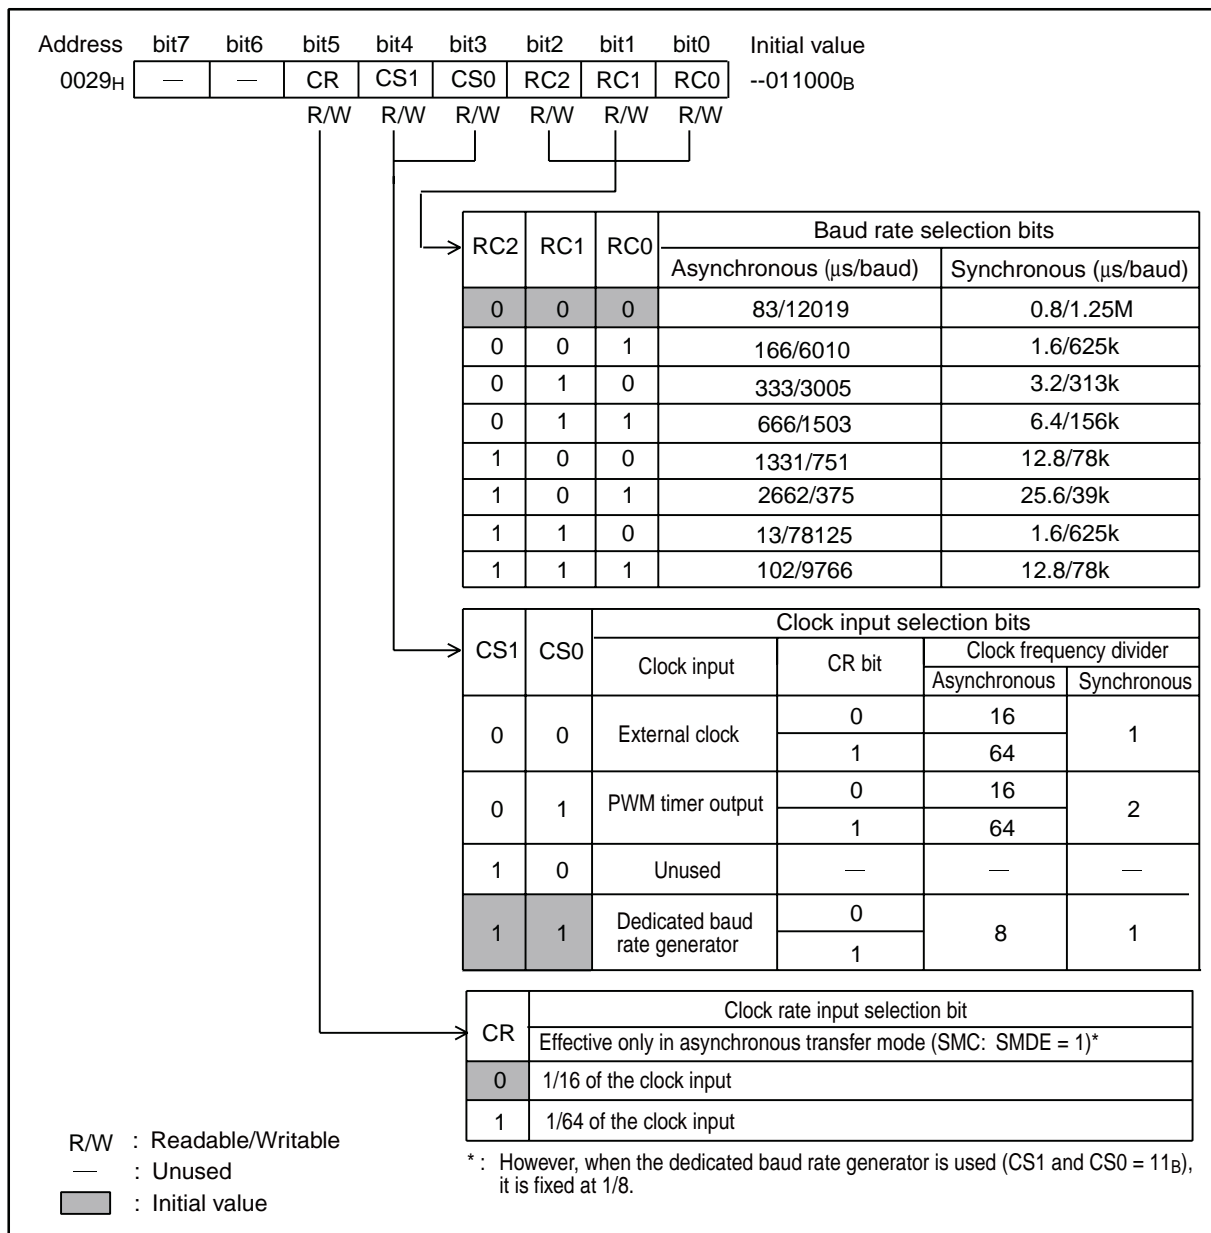 Address bit7 bit6 bit5 bit4 bit3 bit2 bit1 bit0 Initial value
0029H — — CR CS1 CS0 RC2 RC1 RC0 --011000B
R/W R/W R/W R/W R/W R/W
RC2 RC1 RC0 Baud rate selection bits
Asynchronous (μs/baud) Synchronous (μs/baud)
0 0 0 83/12019 0.8/1.25M
0 0 1 166/6010 1.6/625k
0 1 0 333/3005 3.2/313k
0 1 1 666/1503 6.4/156k
1 0 0 1331/751 12.8/78k
1 0 1 2662/375 25.6/39k
1 1 0 13/78125 1.6/625k
1 1 1 102/9766 12.8/78k
Clock input selection bits
CS1 CS0 Clock input CR bit Clock frequency divider
Asynchronous Synchronous
0 0 External clock 0 16 1
1 64
0 1 PWM timer output 0 16 2
1 64
1 0 Unused — — —
1 1 Dedicated baud rate generator 0 8 1
1
CR Clock rate input selection bit
Effective only in asynchronous transfer mode (SMC: SMDE = 1)*
0 1/16 of the clock input
1 1/64 of the clock input
* : However, when the dedicated baud rate generator is used (CS1 and CS0 = 11B),
it is fixed at 1/8.
R/W : Readable/Writable
— : Unused
: Initial value